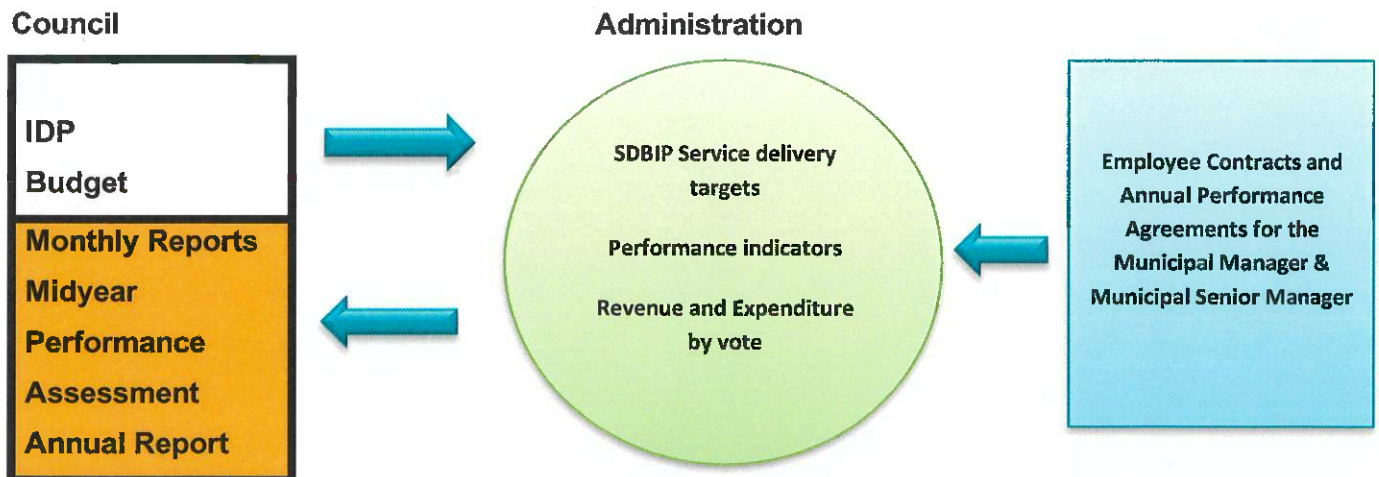 Council
IDP
Budget
Monthly Reports
Midyear
Performance
Assessment
Annual Report
Administration
SDBIP Service delivery
targets
Performance indicators
Revenue and Expenditure
by vote
Employee Contracts and
Annual Performance
Agreements for the
Municipal Manager &
Municipal Senior Manager